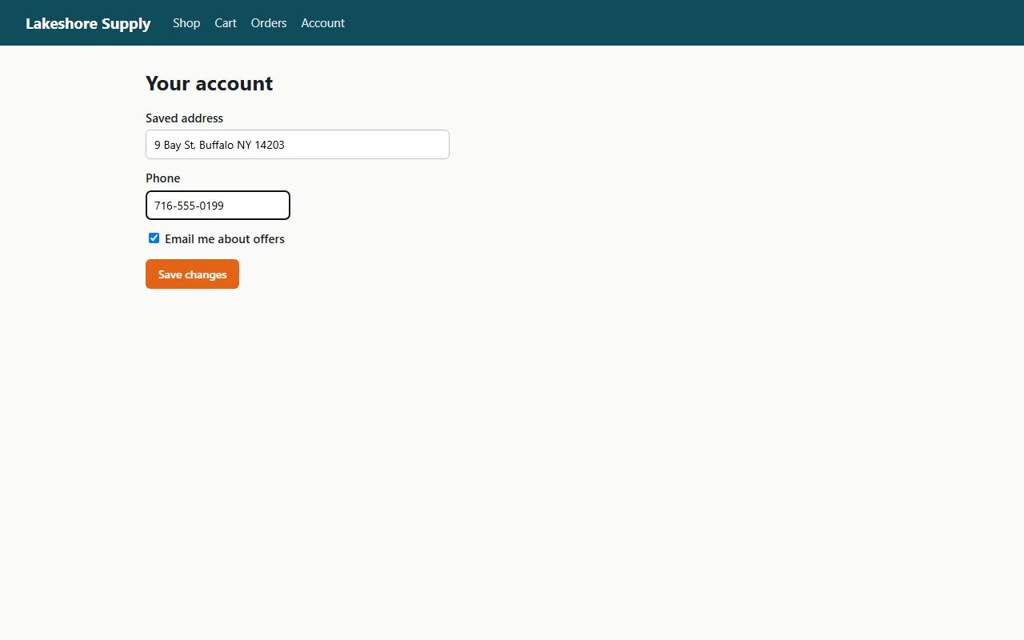 Lakeshore Supply Shop Cart Orders Account
Your account
Saved address
9 Bay St, Buffalo NY 14203
Phone
716-555-0199
Email me about offers
Save changes